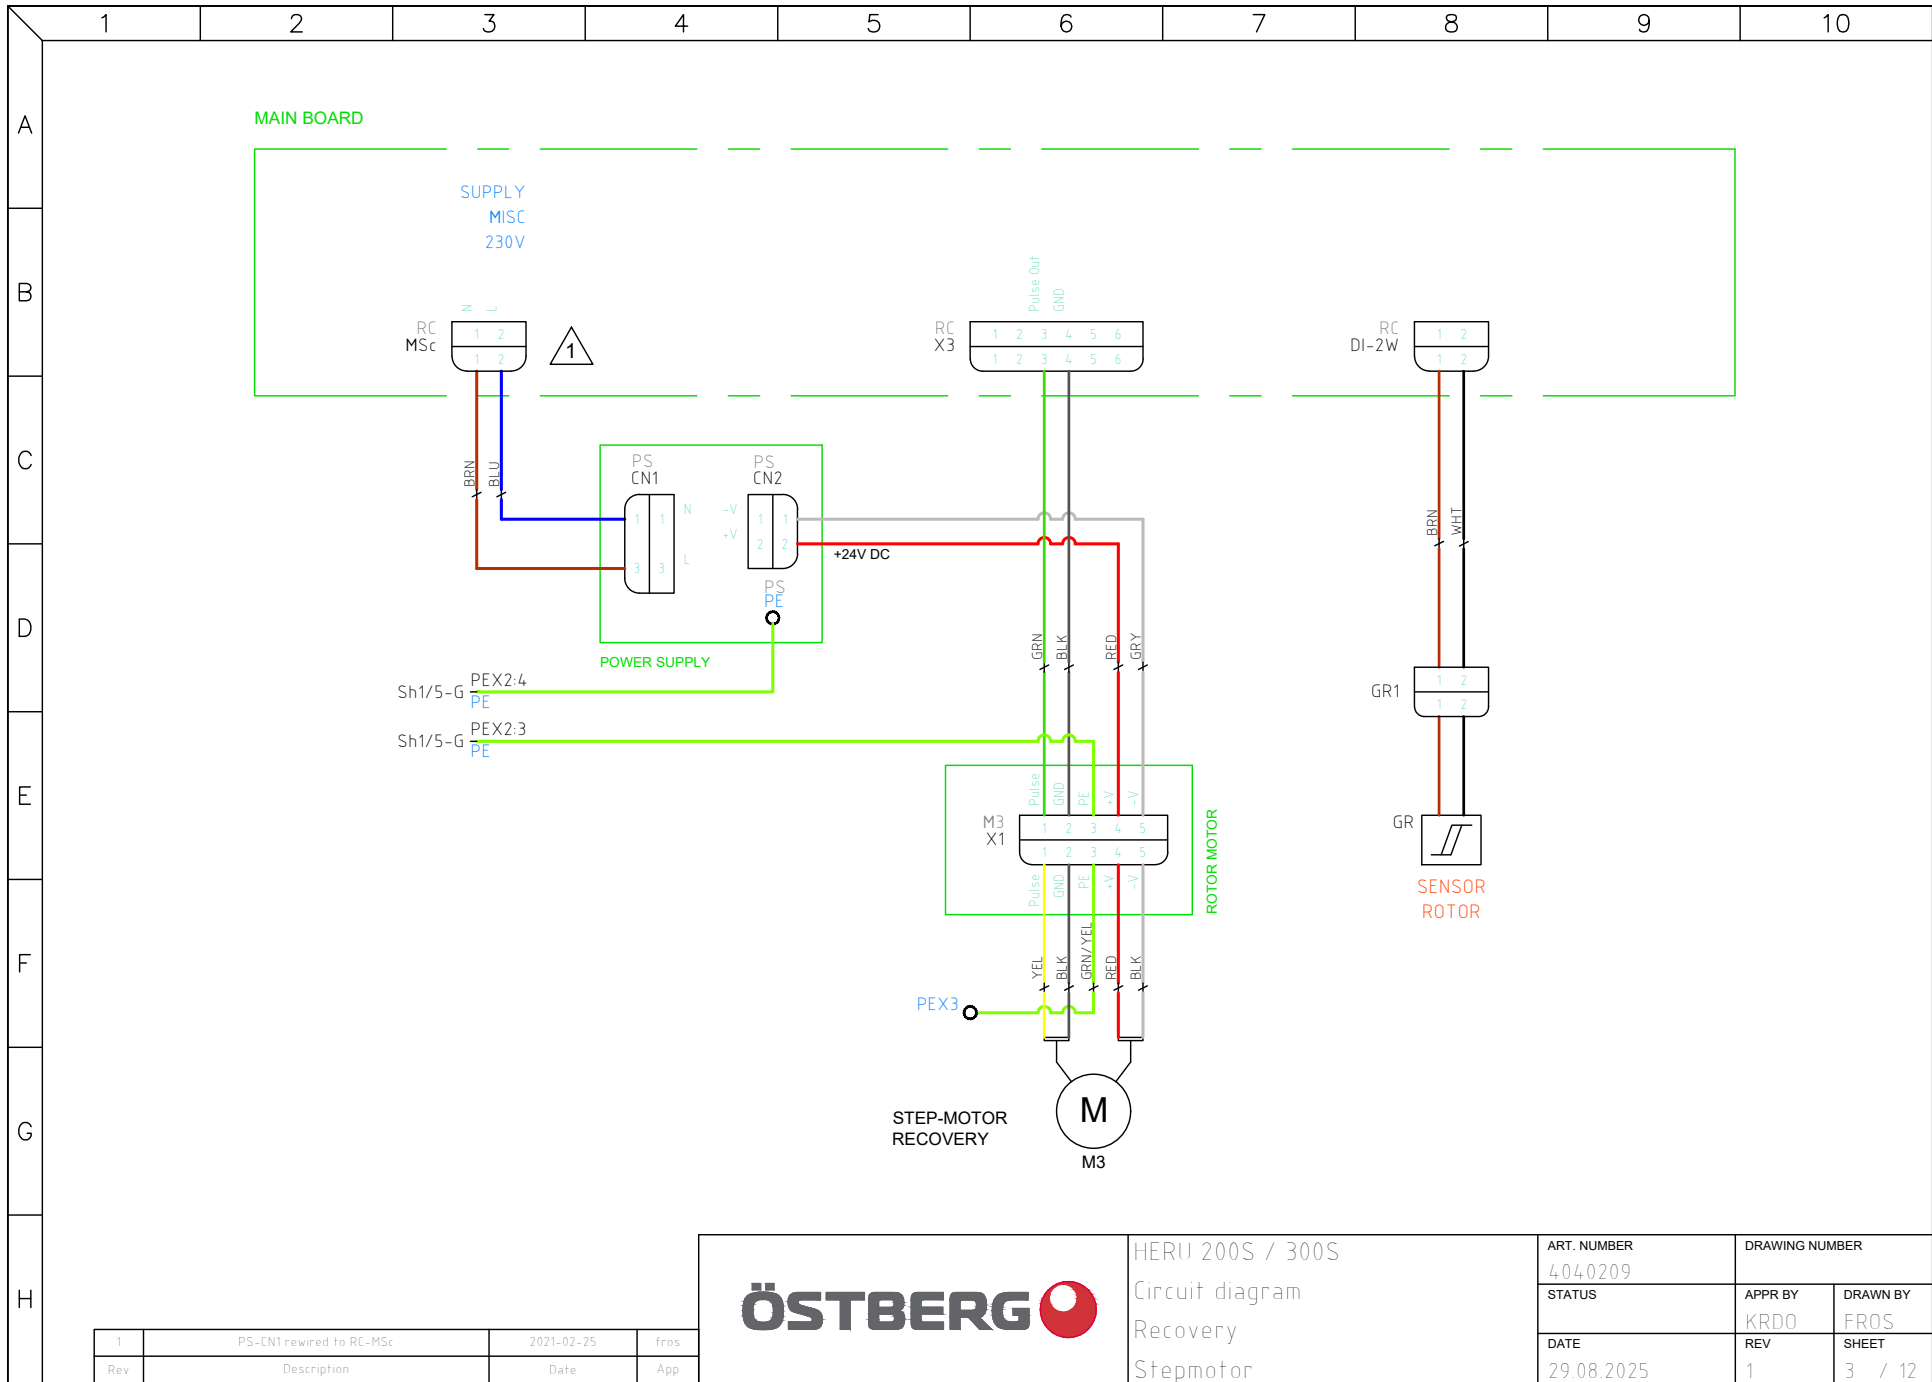 1 2 3 4 5 6 7 8 9 10
A
B
C
D
E
F
G
H
MAIN BOARD
SUPPLY
MISC
230V
N L
RC
MSc
1 2
1 2
1
Pulse Out
GND
RC
X3
1 2 3 4 5 6
1 2 3 4 5 6
RC
DI-2W
1 2
1 2
BRN
BLU
PS
CN1
1 1 N
3 3 L
PS
CN2
-V 1 1
+V 2 2
+24V DC
PS
PE
POWER SUPPLY
BRN
WHT
GRN
BLK
RED
GRY
Sh1/5-G PEX2:4
PE
Sh1/5-G PEX2:3
PE
GR1
1 2
1 2
Pulse
GND
PE
+V
-V
M3
X1
1 2 3 4 5
1 2 3 4 5
Pulse
GND
PE
+V
-V
ROTOR MOTOR
GR
SENSOR
ROTOR
YEL
BLK
GRN/YEL
RED
BLK
PEX3
STEP-MOTOR
RECOVERY
M
M3
1 PS-CN1 rewired to RC-MSc 2021-02-25 fros
Rev Description Date App
ÖSTBERG
HERU 200S / 300S
Circuit diagram
Recovery
Stepmotor
ART. NUMBER
4040209
DRAWING NUMBER
STATUS
APPR BY
KRDO
DRAWN BY
FROS
DATE
29.08.2025
REV
1
SHEET
3 / 12